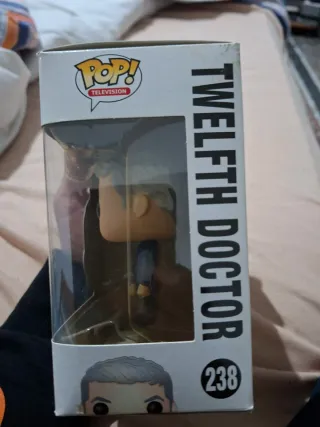 POP!
TELEVISION
TWELFTH DOCTOR
238